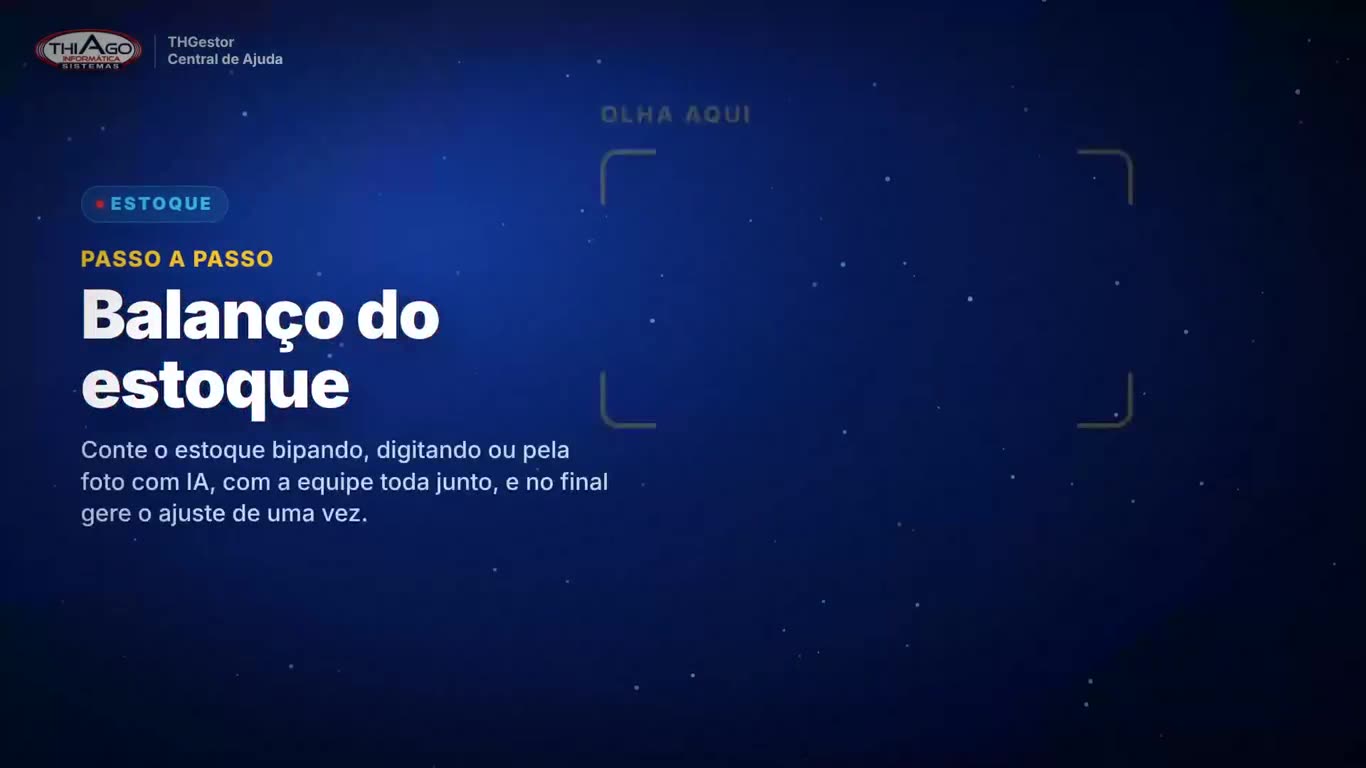 THIAGO
INFORMÁTICA
SISTEMAS
THGestor
Central de Ajuda
OLHA AQUI
ESTOQUE
PASSO A PASSO
Balanço do
estoque
Conte o estoque bipando, digitando ou pela
foto com IA, com a equipe toda junto, e no final
gere o ajuste de uma vez.